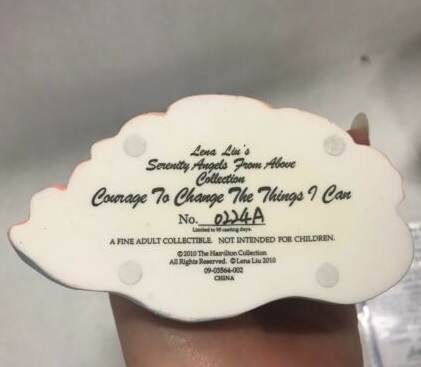 Lena Liu's
Serenity Angels From Above
Collection
Courage To Change The Things I Can
No. 0224A
Limited to 95 casting days.
A FINE ADULT COLLECTIBLE. NOT INTENDED FOR CHILDREN.
©2010 The Hamilton Collection
All Rights Reserved. ©Lena Liu 2010
09-03564-002
CHINA